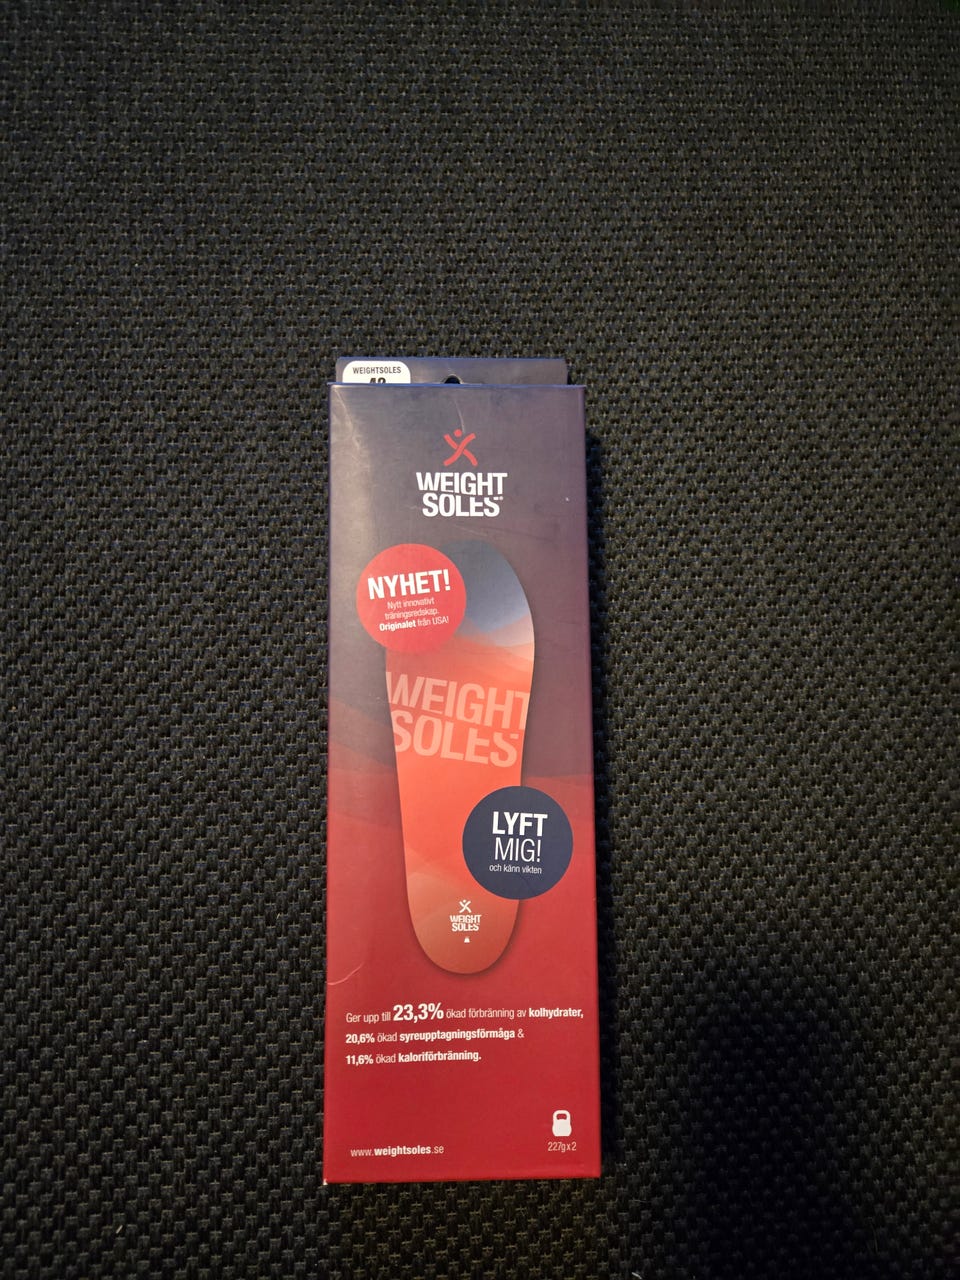 WEIGHTSOLES
WEIGHT
SOLES
NYHET!
Nytt innovativt
träningsredskap.
Originalet från USA!
WEIGHT
SOLES
LYFT
MIG!
och känn vikten
WEIGHT
SOLES
Ger upp till 23,3% ökad förbränning av kolhydrater,
20,6% ökad syreupptagningsförmåga &
11,6% ökad kaloriförbränning.
www.weightsoles.se
227g x 2